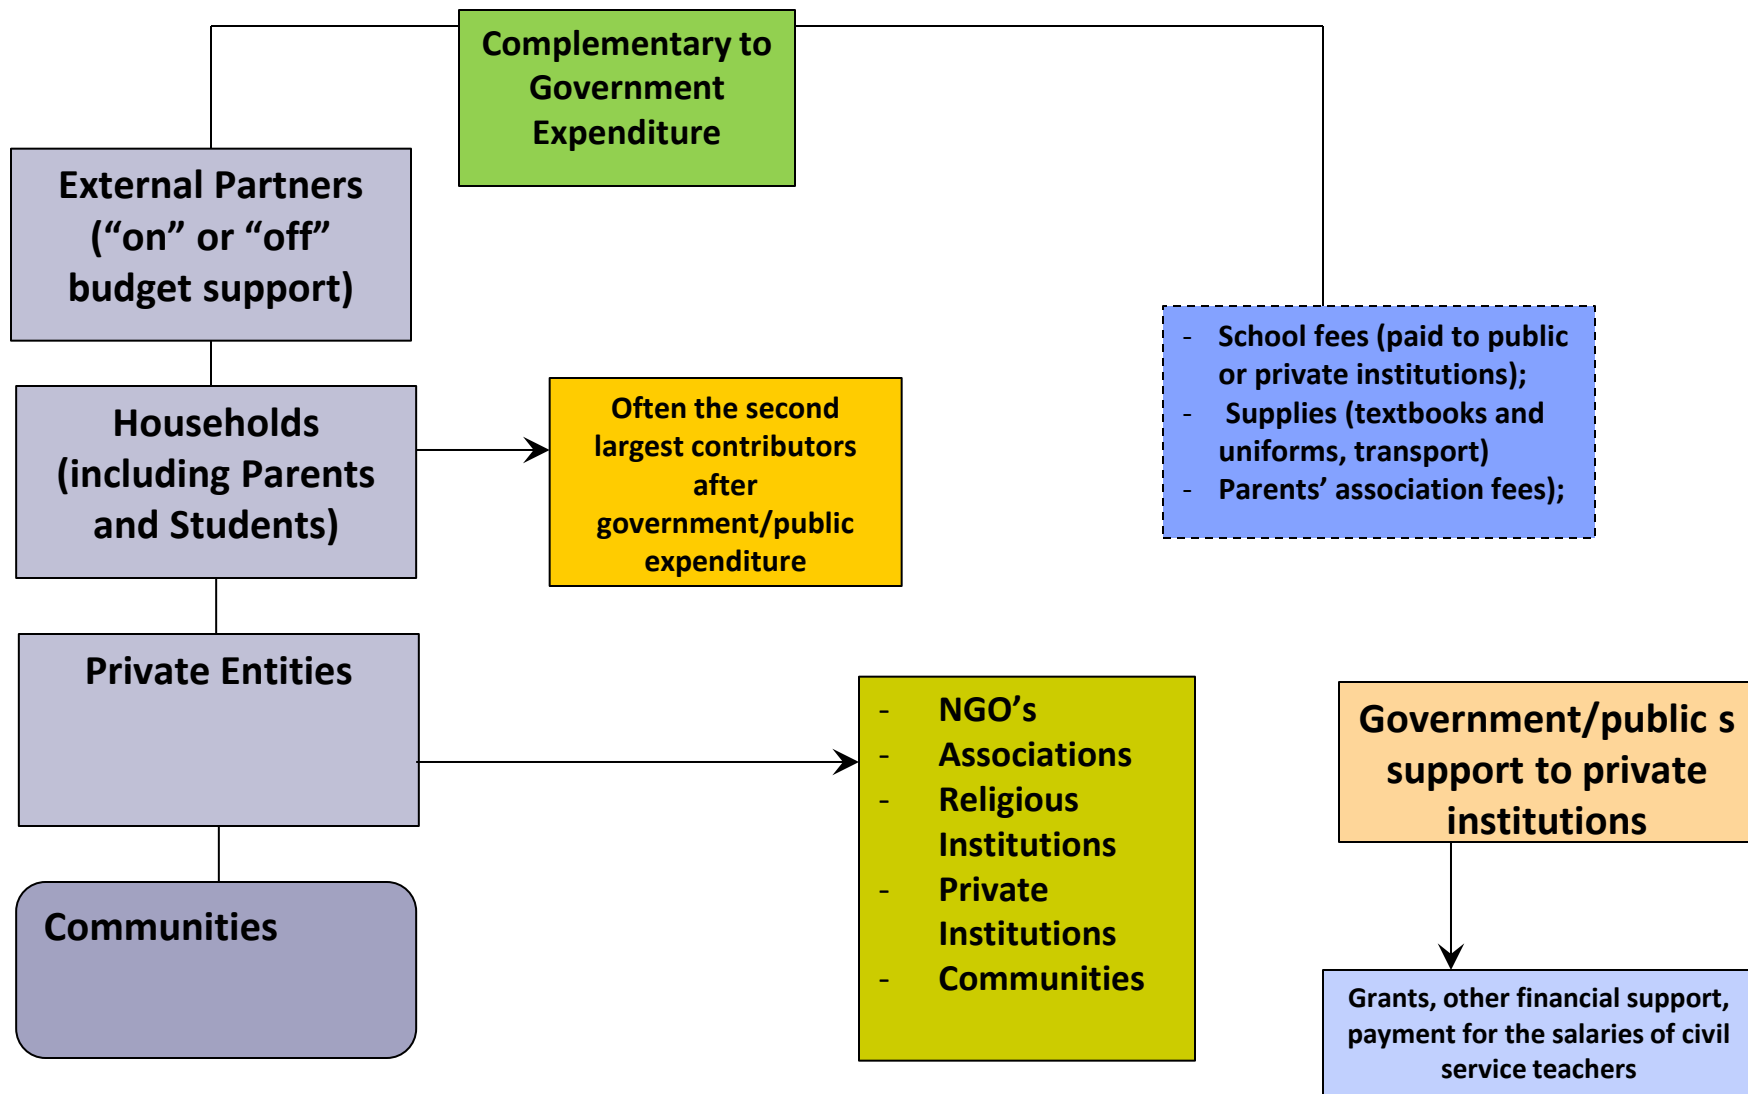 Complementary to
Government
Expenditure
External Partners
(“on” or “off”
budget support)
- School fees (paid to public
or private institutions);
- Supplies (textbooks and
uniforms, transport)
- Parents’ association fees);
Households
(including Parents
and Students)
Often the second
largest contributors
after
government/public
expenditure
Private Entities
- NGO’s
- Associations
- Religious
Institutions
- Private
Institutions
- Communities
Government/public s
support to private
institutions
Communities
Grants, other financial support,
payment for the salaries of civil
service teachers